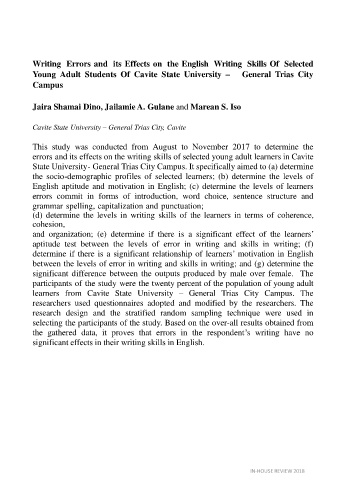 Writing Errors and its Effects on the English Writing Skills Of Selected
Young Adult Students Of Cavite State University – General Trias City
Campus
Jaira Shamai Dino, Jailamie A. Gulane and Marean S. Iso
Cavite State University – General Trias City, Cavite
This study was conducted from August to November 2017 to determine the
errors and its effects on the writing skills of selected young adult learners in Cavite
State University- General Trias City Campus. It specifically aimed to (a) determine
the socio-demographic profiles of selected learners; (b) determine the levels of
English aptitude and motivation in English; (c) determine the levels of learners
errors commit in forms of introduction, word choice, sentence structure and
grammar spelling, capitalization and punctuation;
(d) determine the levels in writing skills of the learners in terms of coherence,
cohesion,
and organization; (e) determine if there is a significant effect of the learners’
aptitude test between the level of error in writing and skills in writing; (f)
determine if there is a significant relationship of learners’ motivation in English
between the levels of error in writing and skills in writing; and (g) determine the
significant difference between the outputs produced by male over female. The
participants of the study were the twenty percent of the population of young adult
learners from Cavite State University – General Trias City Campus. The
researchers used questionnaires adopted and modified by the researchers. The
research design and the stratified random sampling technique were used in
selecting the participants of the study. Based on the over-all results obtained from
the gathered data, it proves that errors in the respondent’s writing have no
significant effects in their writing skills in English.
IN-HOUSE REVIEW 2018